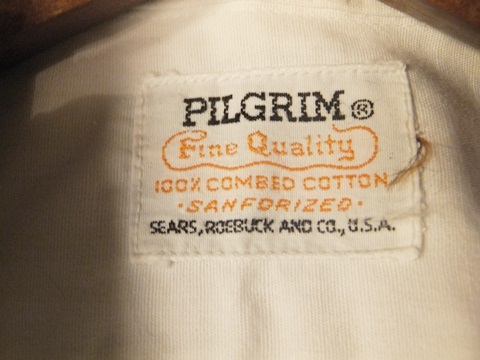 PILGRIM®
Fine Quality
100% COMBED COTTON
·SANFORIZED·
SEARS, ROEBUCK AND CO., U.S.A.